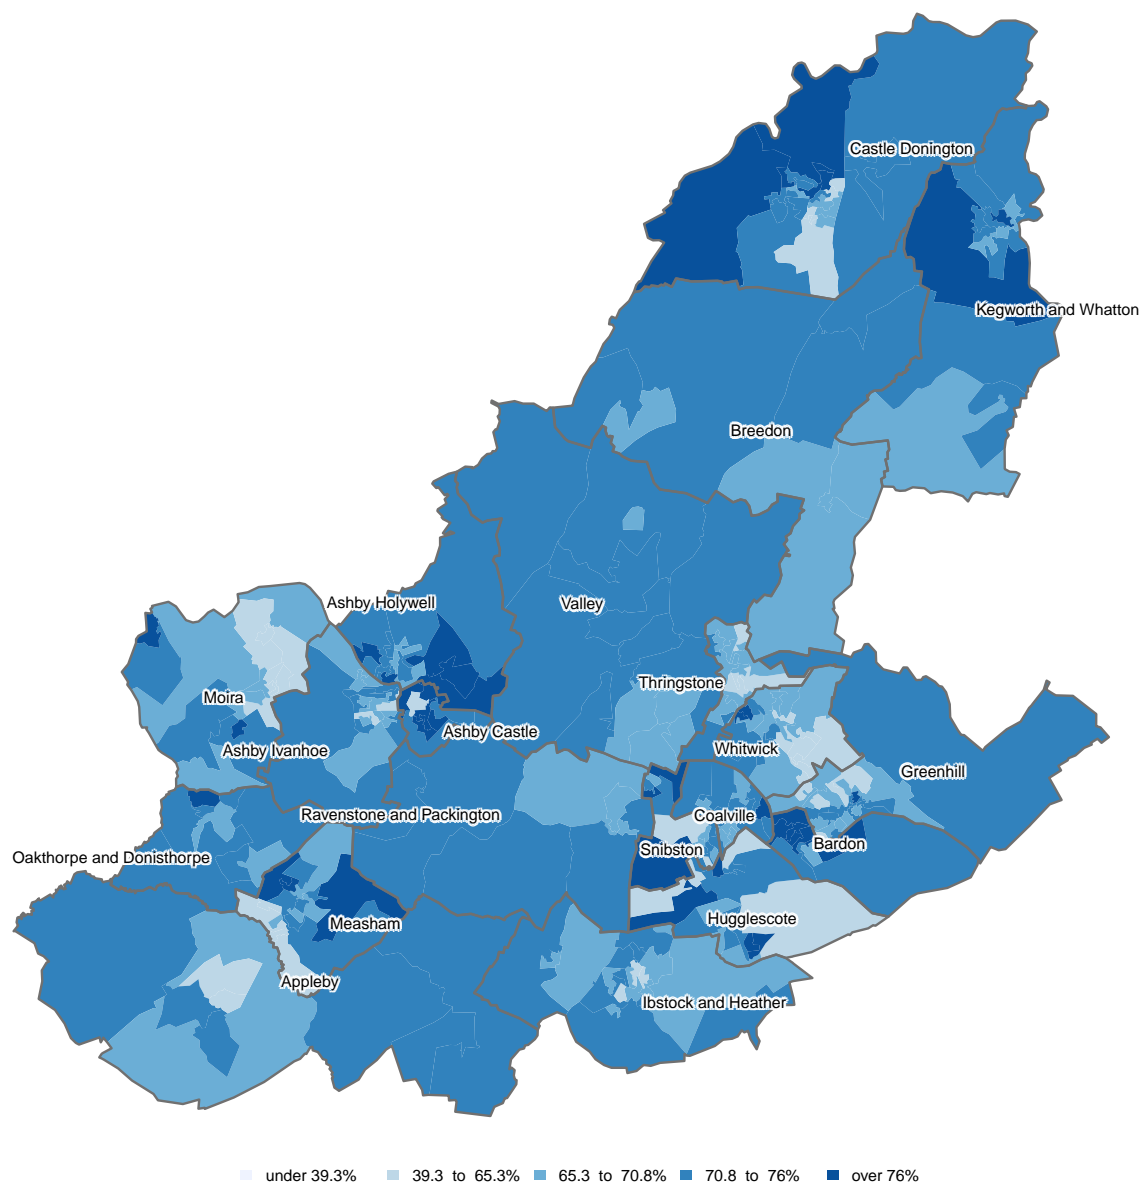 Castle Donington
Kegworth and Whatton
Breedon
Ashby Holywell
Valley
Thringstone
Moira
Ashby Castle
Ashby Ivanhoe
Whitwick
Greenhill
Ravenstone and Packington
Coalville
Bardon
Snibston
Oakthorpe and Donisthorpe
Hugglescote
Measham
Appleby
Ibstock and Heather
under 39.3% 39.3 to 65.3% 65.3 to 70.8% 70.8 to 76% over 76%